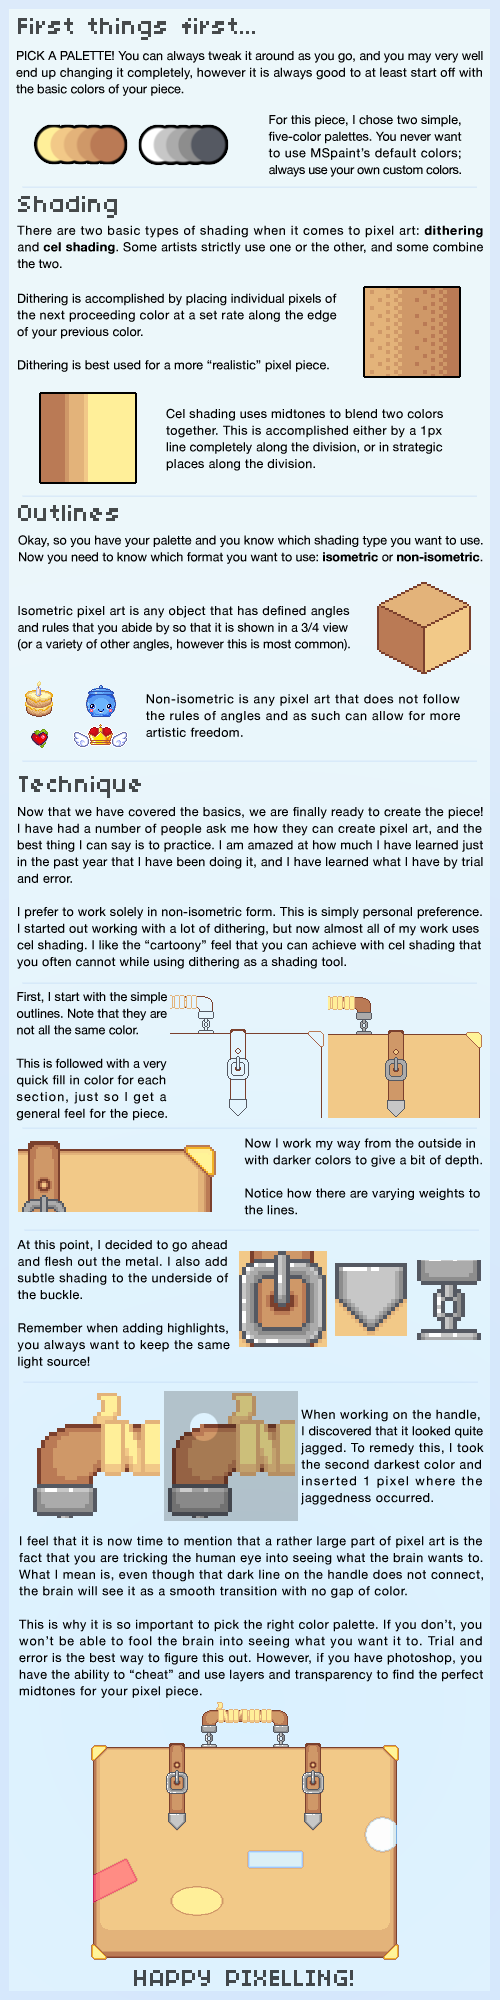 First things first...
PICK A PALETTE! You can always tweak it around as you go, and you may very well
end up changing it completely, however it is always good to at least start off with
the basic colors of your piece.
For this piece, I chose two simple,
five-color palettes. You never want
to use MSpaint's default colors;
always use your own custom colors.
Shading
There are two basic types of shading when it comes to pixel art: dithering
and cel shading. Some artists strictly use one or the other, and some combine
the two.
Dithering is accomplished by placing individual pixels of
the next proceeding color at a set rate along the edge
of your previous color.
Dithering is best used for a more “realistic” pixel piece.
Cel shading uses midtones to blend two colors
together. This is accomplished either by a 1px
line completely along the division, or in strategic
places along the division.
Outlines
Okay, so you have your palette and you know which shading type you want to use.
Now you need to know which format you want to use: isometric or non-isometric.
Isometric pixel art is any object that has defined angles
and rules that you abide by so that it is shown in a 3/4 view
(or a variety of other angles, however this is most common).
Non-isometric is any pixel art that does not follow
the rules of angles and as such can allow for more
artistic freedom.
Technique
Now that we have covered the basics, we are finally ready to create the piece!
I have had a number of people ask me how they can create pixel art, and the
best thing I can say is to practice. I am amazed at how much I have learned just
in the past year that I have been doing it, and I have learned what I have by trial
and error.
I prefer to work solely in non-isometric form. This is simply personal preference.
I started out working with a lot of dithering, but now almost all of my work uses
cel shading. I like the “cartoony” feel that you can achieve with cel shading that
you often cannot while using dithering as a shading tool.
First, I start with the simple
outlines. Note that they are
not all the same color.
This is followed with a very
quick fill in color for each
section, just so I get a
general feel for the piece.
Now I work my way from the outside in
with darker colors to give a bit of depth.
Notice how there are varying weights to
the lines.
At this point, I decided to go ahead
and flesh out the metal. I also add
subtle shading to the underside of
the buckle.
Remember when adding highlights,
you always want to keep the same
light source!
When working on the handle,
I discovered that it looked quite
jagged. To remedy this, I took
the second darkest color and
inserted 1 pixel where the
jaggedness occurred.
I feel that it is now time to mention that a rather large part of pixel art is the
fact that you are tricking the human eye into seeing what the brain wants to.
What I mean is, even though that dark line on the handle does not connect,
the brain will see it as a smooth transition with no gap of color.
This is why it is so important to pick the right color palette. If you don't, you
won't be able to fool the brain into seeing what you want it to. Trial and
error is the best way to figure this out. However, if you have photoshop, you
have the ability to “cheat” and use layers and transparency to find the perfect
midtones for your pixel piece.
HAPPY PIXELLING!